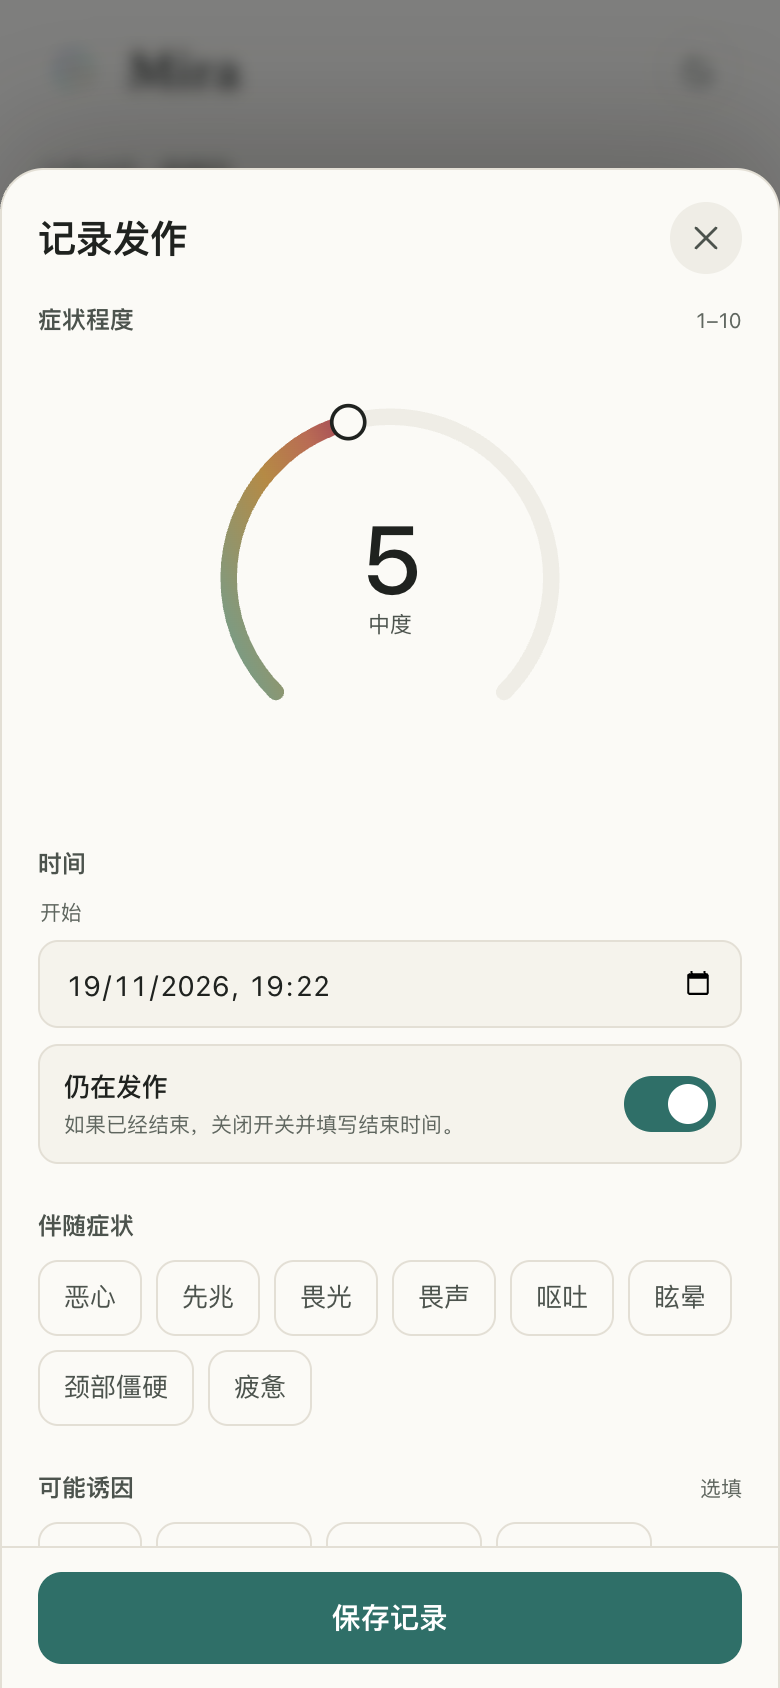 Mira
记录发作
症状程度
1–10
5
中度
时间
开始
19/11/2026, 19:22
仍在发作
如果已经结束，关闭开关并填写结束时间。
伴随症状
恶心 先兆 畏光 畏声 呕吐 眩晕
颈部僵硬 疲惫
可能诱因
选填
保存记录